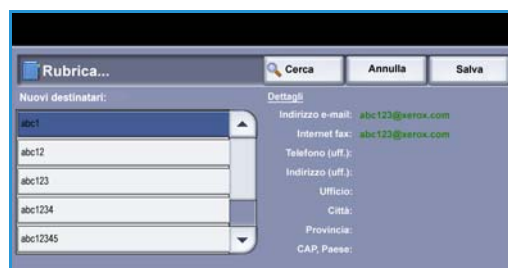 Rubrica...
Cerca
Annulla
Salva
Nuovi destinatari:
abc1
abc12
abc123
abc1234
abc12345
Dettagli
Indirizzo e-mail: abc123@xerox.com
Internet fax: abc123@xerox.com
Telefono (uff.):
Indirizzo (uff.):
Ufficio:
Città:
Provincia:
CAP, Paese: